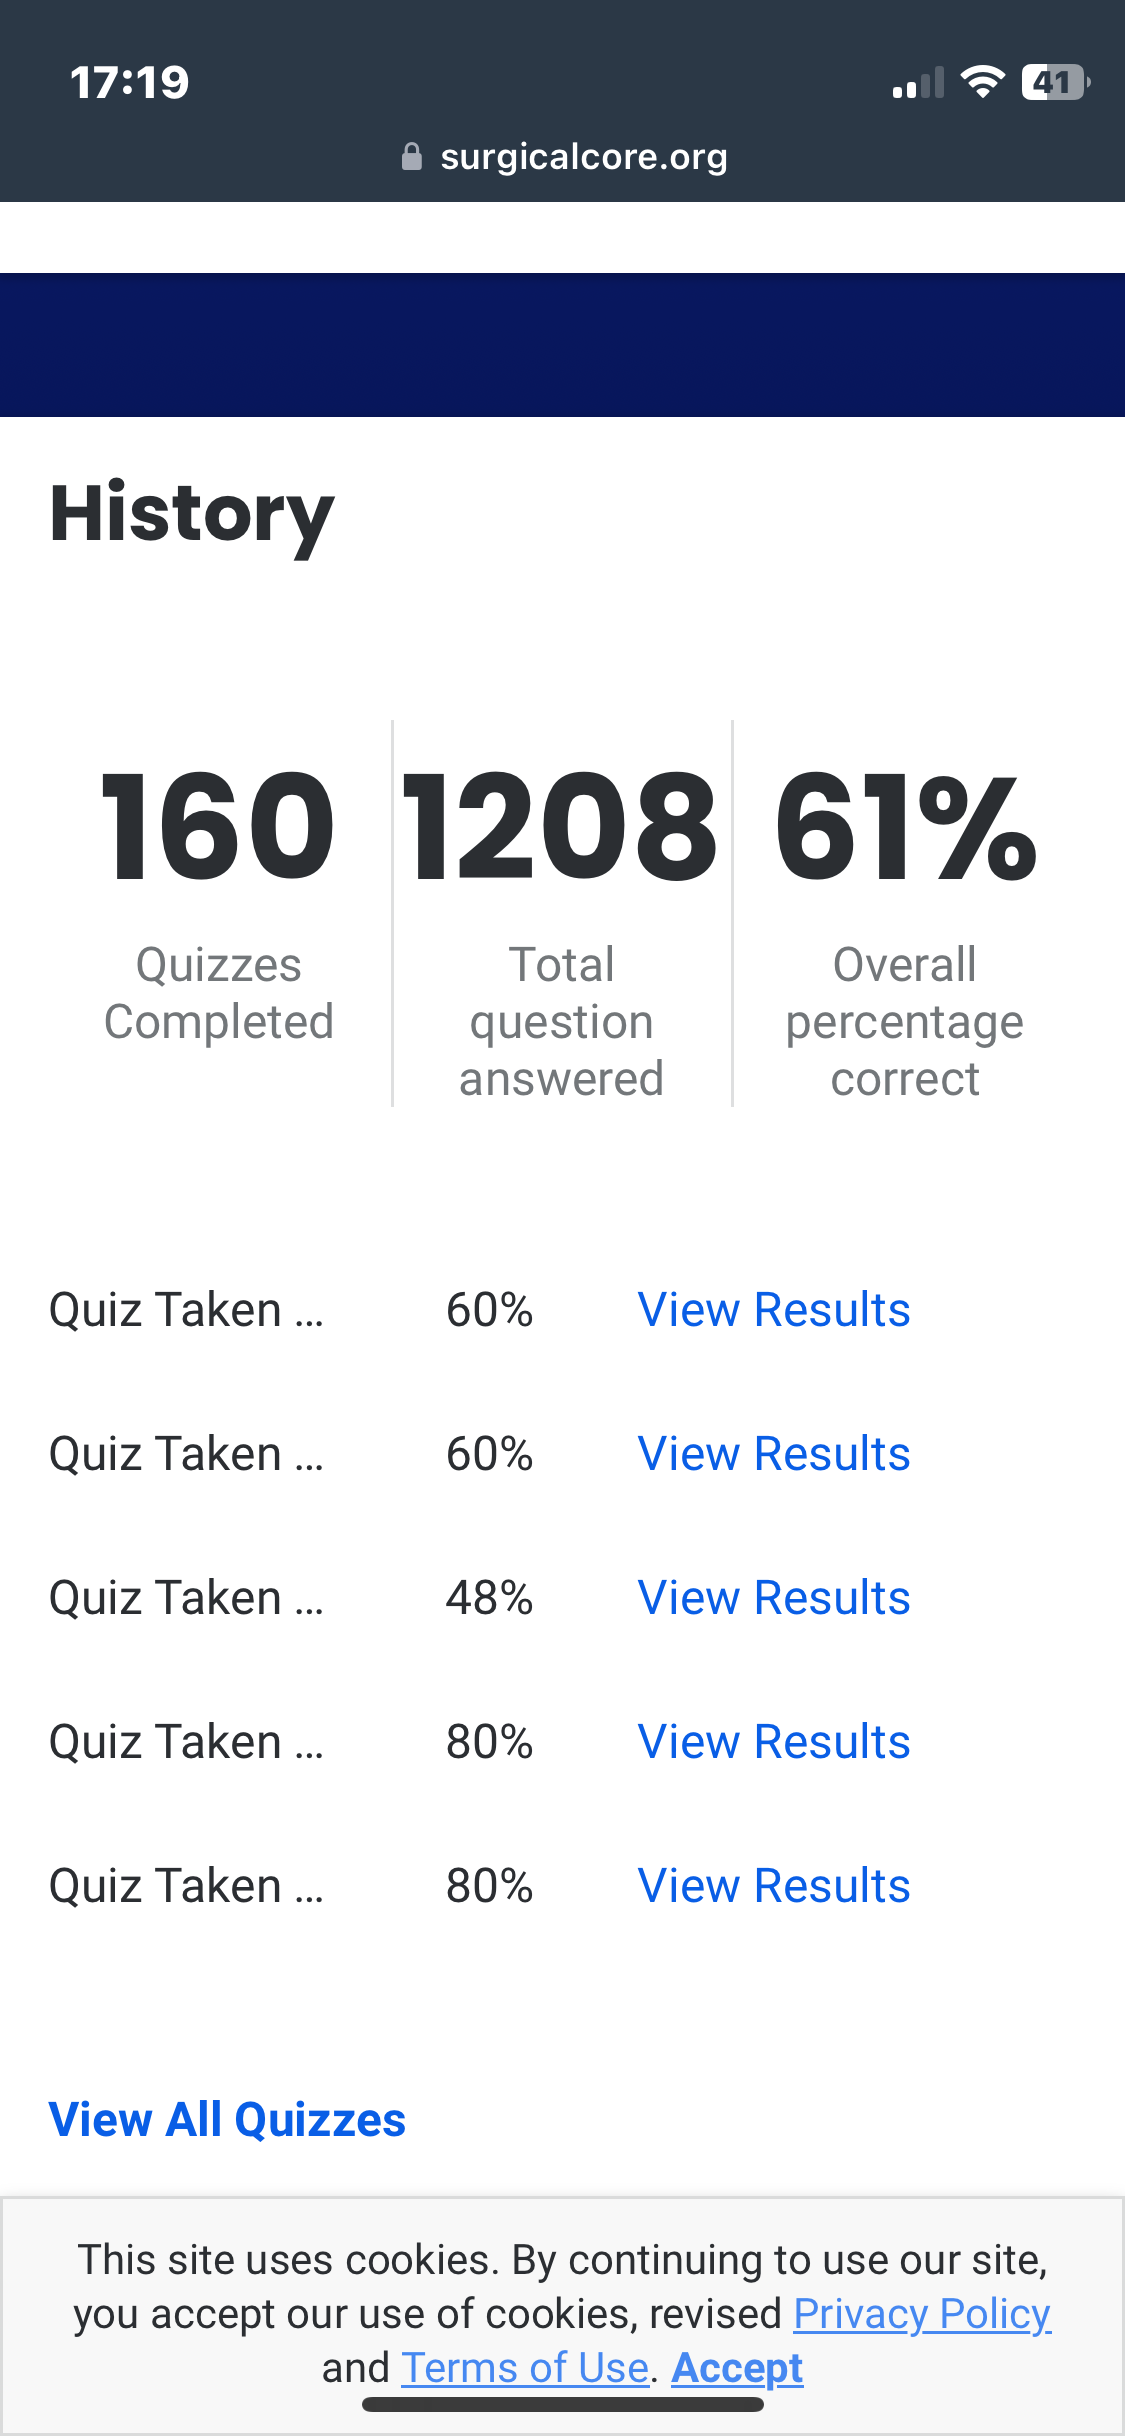 17:19
41
surgicalcore.org
History
160
Quizzes
Completed
1208
Total
question
answered
61%
Overall
percentage
correct
Quiz Taken ... 60% View Results
Quiz Taken ... 60% View Results
Quiz Taken ... 48% View Results
Quiz Taken ... 80% View Results
Quiz Taken ... 80% View Results
View All Quizzes
This site uses cookies. By continuing to use our site,
you accept our use of cookies, revised Privacy Policy
and Terms of Use. Accept